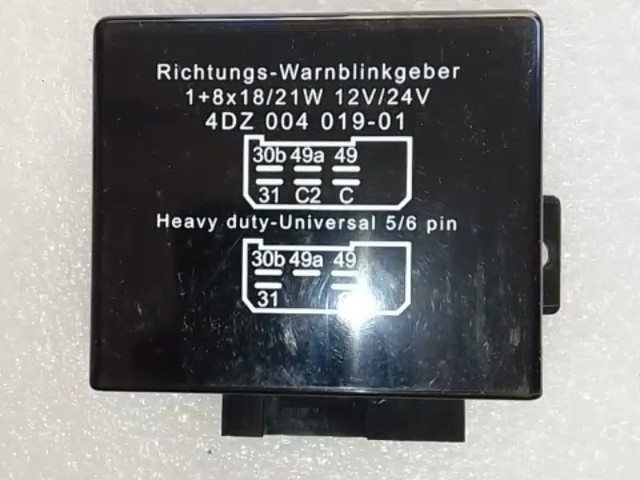 Richtungs-Warnblinkgeber
1+8x18/21W 12V/24V
4DZ 004 019-01
30b 49a 49
31 C2 C
Heavy duty-Universal 5/6 pin
30b 49a 49
31